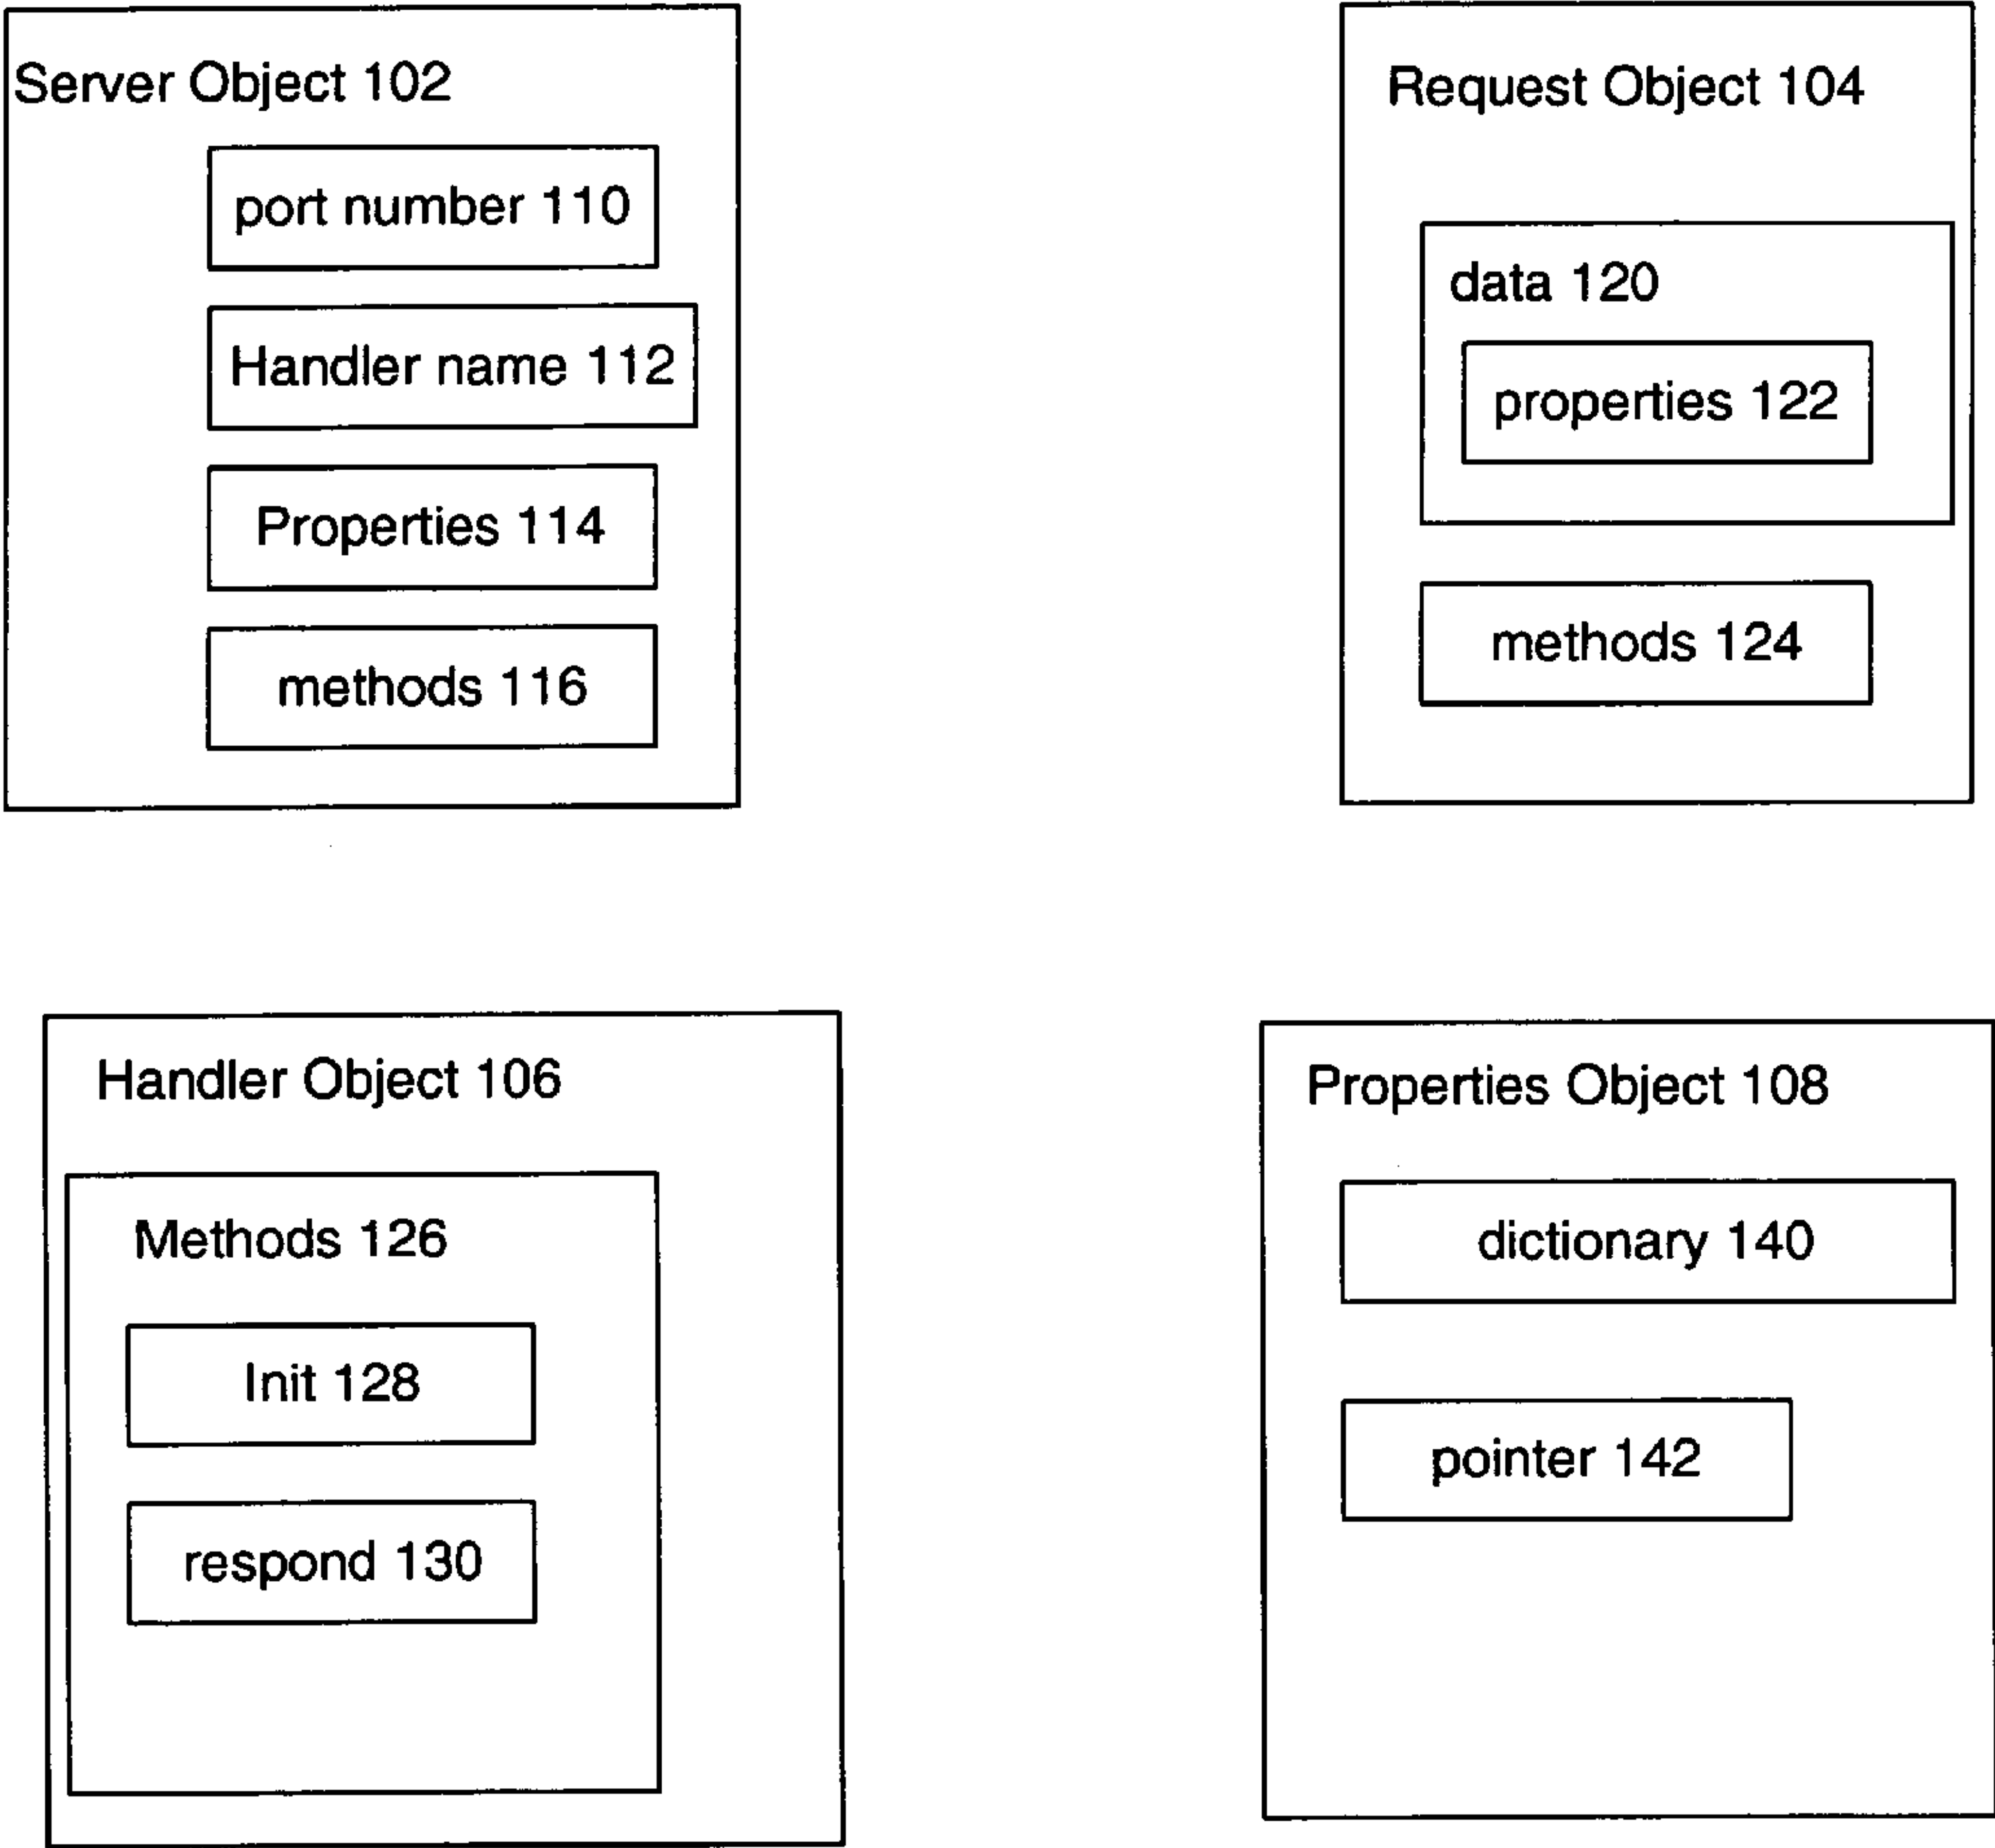 Server Object 102
port number 110
Handler name 112
Properties 114
methods 116
Request Object 104
data 120
properties 122
methods 124
Handler Object 106
Methods 126
Init 128
respond 130
Properties Object 108
dictionary 140
pointer 142